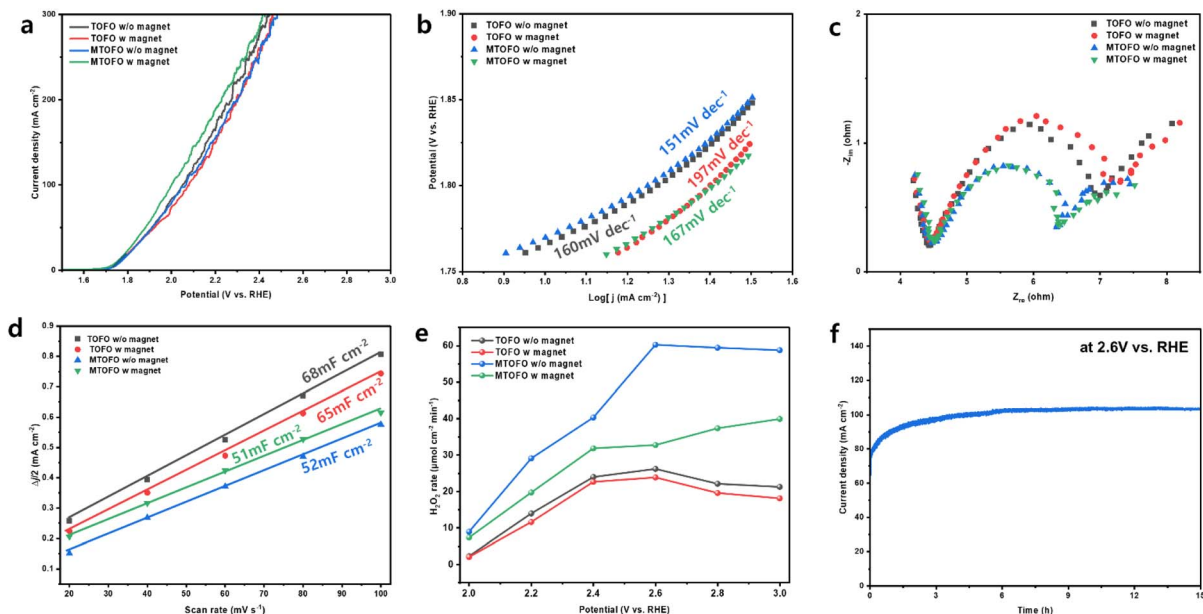 a
TOFO w/o magnet
TOFO w magnet
MTOFO w/o magnet
MTOFO w magnet
Current density (mA cm⁻²)
300
200
100
0
1.6 1.8 2.0 2.2 2.4 2.6 2.8 3.0
Potential (V vs. RHE)
b
TOFO w/o magnet
TOFO w magnet
MTOFO w/o magnet
MTOFO w magnet
Potential (V vs. RHE)
1.90
1.85
1.80
1.75
151mV dec⁻¹
197mV dec⁻¹
160mV dec⁻¹
167mV dec⁻¹
0.8 0.9 1.0 1.1 1.2 1.3 1.4 1.5 1.6
Log[ j (mA cm⁻²) ]
c
TOFO w/o magnet
TOFO w magnet
MTOFO w/o magnet
MTOFO w magnet
-Zim (ohm)
2
1
0
4 5 6 7 8
Zre (ohm)
d
TOFO w/o magnet
TOFO w magnet
MTOFO w/o magnet
MTOFO w magnet
Δj/2 (mA cm⁻²)
0.9
0.8
0.7
0.6
0.5
0.4
0.3
0.2
0.1
0.0
68mF cm⁻²
65mF cm⁻²
51mF cm⁻²
52mF cm⁻²
20 30 40 50 60 70 80 90 100
Scan rate (mV s⁻¹)
e
TOFO w/o magnet
TOFO w magnet
MTOFO w/o magnet
MTOFO w magnet
H₂O₂ rate (μmol cm⁻² min⁻¹)
70
60
50
40
30
20
10
0
2.0 2.2 2.4 2.6 2.8 3.0
Potential (V vs. RHE)
f
at 2.6V vs. RHE
Current density (mA cm⁻²)
140
120
100
80
60
40
20
0
0 3 6 9 12 15
Time (h)